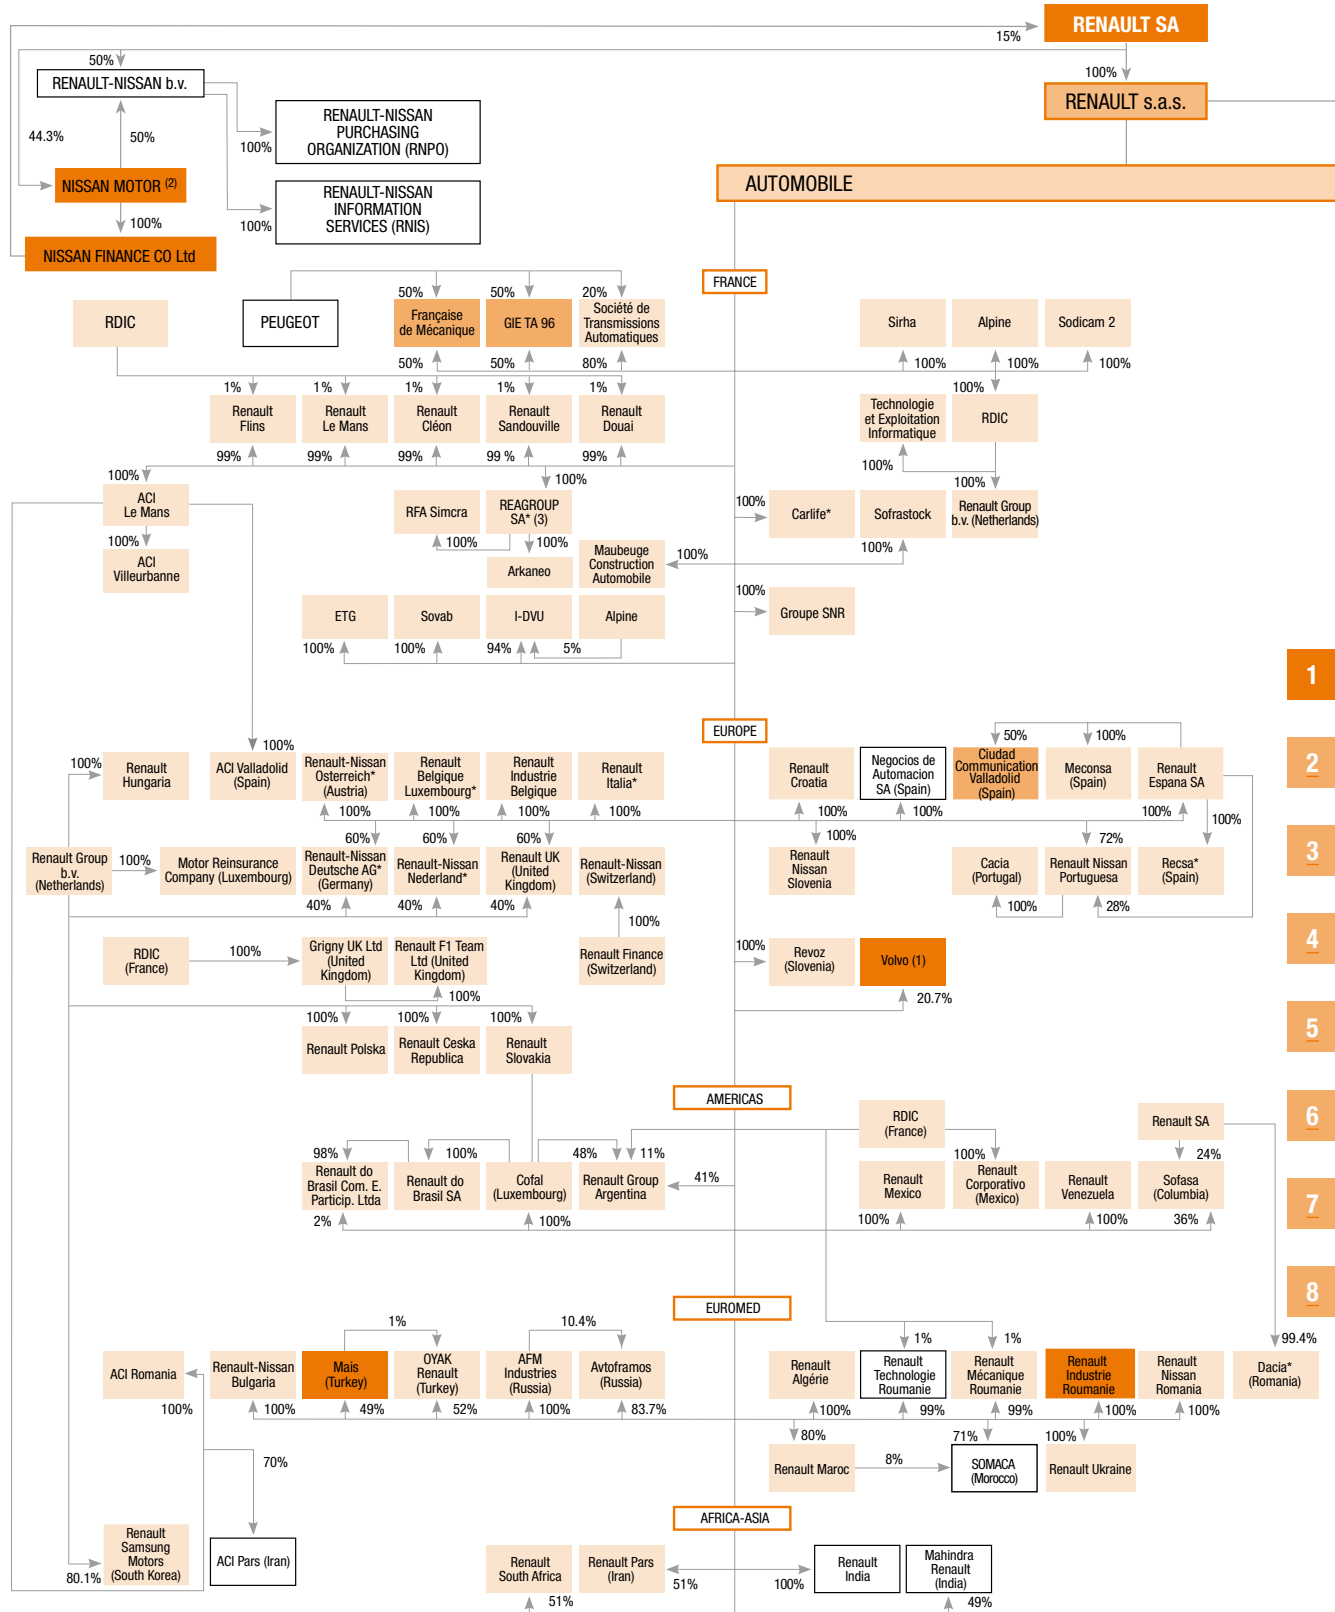 RENAULT SA
15%
50%
RENAULT-NISSAN b.v.
100%
RENAULT s.a.s.
44.3%
50%
100%
RENAULT-NISSAN
PURCHASING
ORGANIZATION (RNPO)
NISSAN MOTOR (2)
100%
RENAULT-NISSAN
INFORMATION
SERVICES (RNIS)
100%
NISSAN FINANCE CO Ltd
AUTOMOBILE
FRANCE
RDIC
PEUGEOT
50%
50%
20%
Française
de Mécanique
GIE TA 96
Société de
Transmissions
Automatiques
50%
50%
80%
Sirha
Alpine
Sodicam 2
100%
100%
100%
1%
1%
1%
1%
1%
Renault
Flins
Renault
Le Mans
Renault
Cléon
Renault
Sandouville
Renault
Douai
99%
99%
99%
99 %
99%
100%
Technologie
et Exploitation
Informatique
RDIC
100%
100%
Renault Group
b.v. (Netherlands)
100%
ACI
Le Mans
100%
ACI
Villeurbanne
100%
RFA Simcra
REAGROUP
SA* (3)
100%
100%
Arkaneo
100%
Carlife*
Sofrastock
100%
Maubeuge
Construction
Automobile
100%
100%
Groupe SNR
ETG
Sovab
I-DVU
Alpine
100%
100%
94%
5%
1
EUROPE
100%
Renault
Hungaria
100%
ACI Valladolid
(Spain)
Renault-Nissan
Osterreich*
(Austria)
Renault
Belgique
Luxembourg*
Renault
Industrie
Belgique
Renault
Italia*
100%
100%
100%
100%
Renault
Croatia
Negocios de
Automacion
SA (Spain)
50%
Ciudad
Communication
Valladolid
(Spain)
100%
Meconsa
(Spain)
Renault
Espana SA
100%
100%
100%
100%
2
Renault Group
b.v.
(Netherlands)
100%
Motor Reinsurance
Company (Luxembourg)
60%
60%
60%
Renault-Nissan
Deutsche AG*
(Germany)
Renault-Nissan
Nederland*
Renault UK
(United
Kingdom)
Renault-Nissan
(Switzerland)
40%
40%
40%
100%
100%
Renault
Nissan
Slovenia
72%
Cacia
(Portugal)
Renault Nissan
Portuguesa
Recsa*
(Spain)
100%
28%
3
RDIC
(France)
100%
Grigny UK Ltd
(United
Kingdom)
Renault F1 Team
Ltd (United
Kingdom)
100%
Renault Finance
(Switzerland)
100%
Revoz
(Slovenia)
Volvo (1)
20.7%
4
100%
100%
100%
Renault Polska
Renault Ceska
Republica
Renault
Slovakia
5
AMERICAS
RDIC
(France)
Renault SA
6
98%
100%
48%
11%
Renault do
Brasil Com. E.
Particip. Ltda
Renault do
Brasil SA
Cofal
(Luxembourg)
Renault Group
Argentina
41%
2%
100%
Renault
Mexico
100%
Renault
Corporativo
(Mexico)
Renault
Venezuela
24%
Sofasa
(Columbia)
100%
100%
36%
7
8
EUROMED
1%
10.4%
ACI Romania
Renault-Nissan
Bulgaria
Mais
(Turkey)
OYAK
Renault
(Turkey)
AFM
Industries
(Russia)
Avtoframos
(Russia)
100%
100%
49%
52%
100%
83.7%
Renault
Algérie
1%
Renault
Technologie
Roumanie
1%
Renault
Mécanique
Roumanie
Renault
Industrie
Roumanie
Renault
Nissan
Romania
99.4%
Dacia*
(Romania)
100%
99%
99%
100%
100%
80%
Renault Maroc
8%
71%
SOMACA
(Morocco)
100%
Renault Ukraine
70%
AFRICA-ASIA
Renault
Samsung
Motors
(South Korea)
80.1%
ACI Pars (Iran)
Renault
South Africa
51%
Renault Pars
(Iran)
51%
100%
Renault
India
Mahindra
Renault
(India)
49%